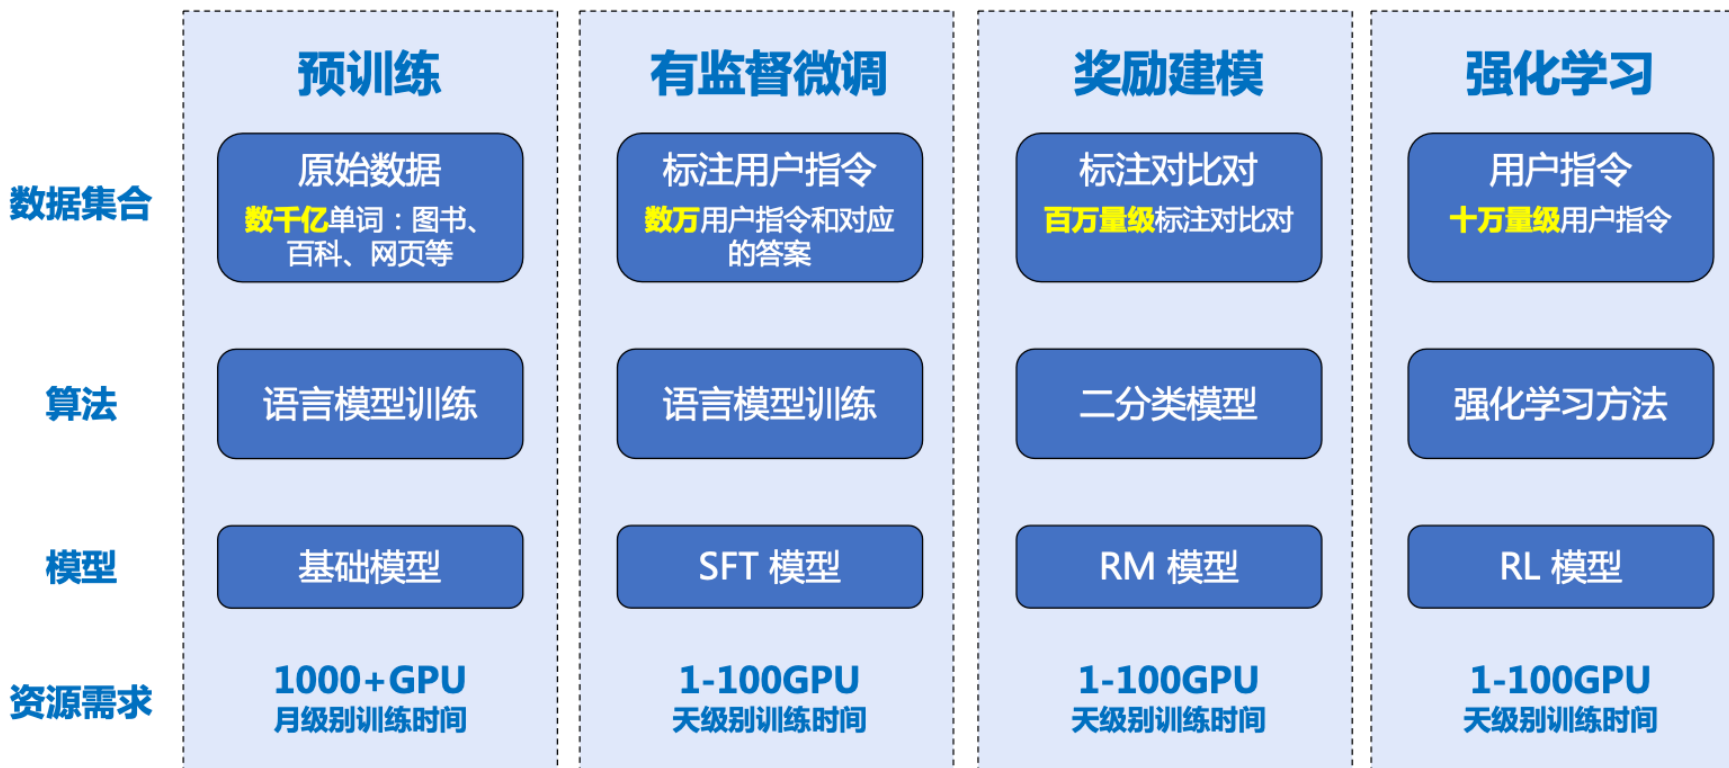 预训练
有监督微调
奖励建模
强化学习
数据集合
原始数据
数千亿单词：图书、
百科、网页等
标注用户指令
数万用户指令和对应
的答案
标注对比对
百万量级标注对比对
用户指令
十万量级用户指令
算法
语言模型训练
语言模型训练
二分类模型
强化学习方法
模型
基础模型
SFT 模型
RM 模型
RL 模型
资源需求
1000+GPU
月级别训练时间
1-100GPU
天级别训练时间
1-100GPU
天级别训练时间
1-100GPU
天级别训练时间